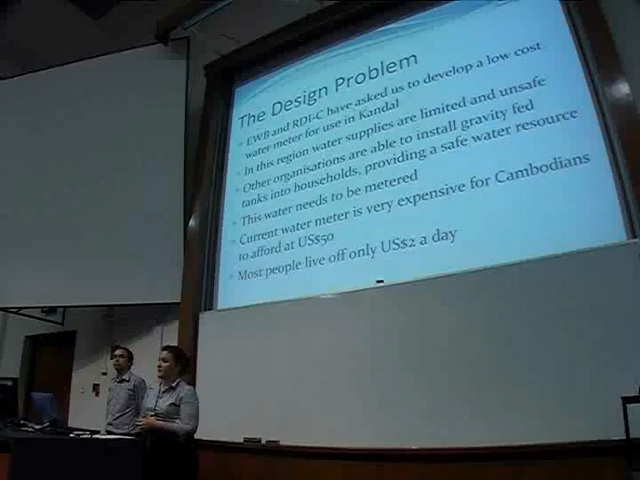 The Design Problem
EWB and RDI-C have asked us to develop a low cost
water meter for use in Kandal
In this region water supplies are limited and unsafe
Other organisations are able to install gravity fed
tanks into households, providing a safe water resource
This water needs to be metered
Current water meter is very expensive for Cambodians
to afford at US$50
Most people live off only US$2 a day